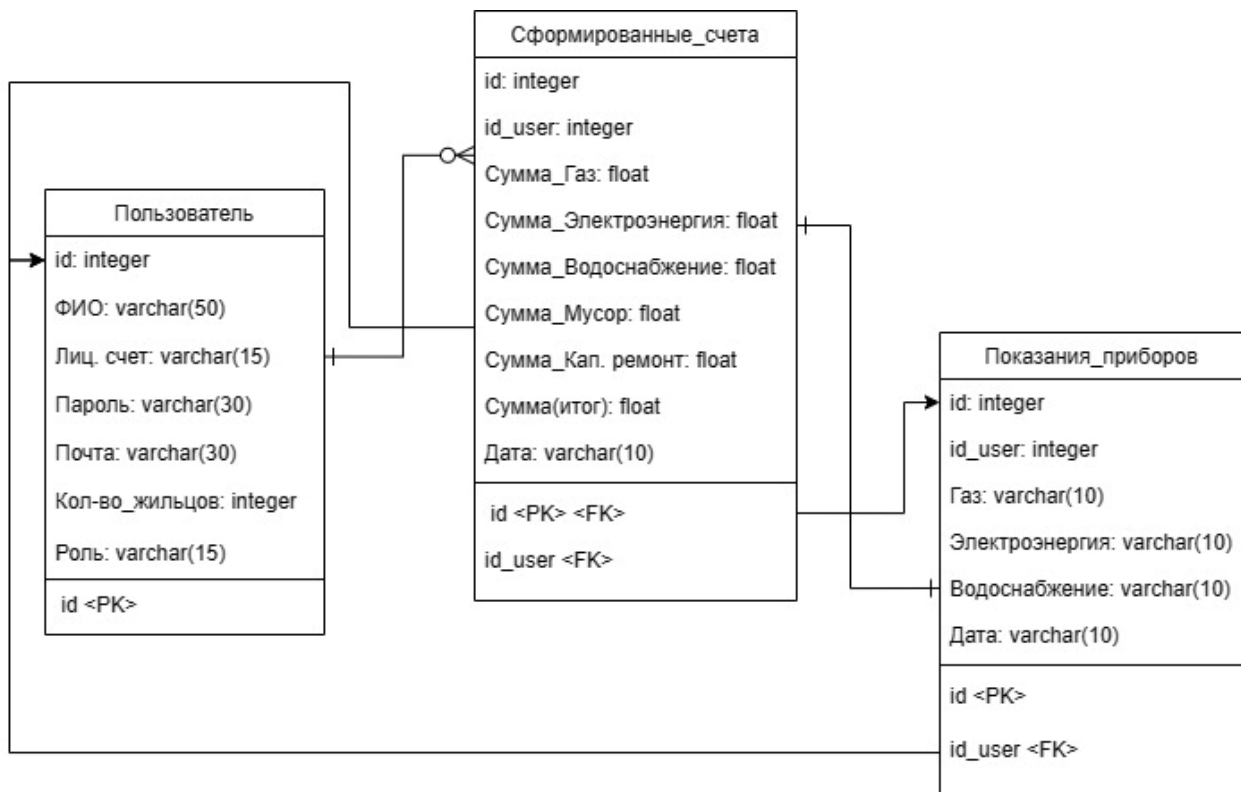 Сформированные_счета
id: integer
id_user: integer
Сумма_Газ: float
Сумма_Электроэнергия: float
Сумма_Водоснабжение: float
Сумма_Мусор: float
Сумма_Кап. ремонт: float
Сумма(итог): float
Дата: varchar(10)
id <PK> <FK>
id_user <FK>
Пользователь
id: integer
ФИО: varchar(50)
Лиц. счет: varchar(15)
Пароль: varchar(30)
Почта: varchar(30)
Кол-во_жильцов: integer
Роль: varchar(15)
id <PK>
Показания_приборов
id: integer
id_user: integer
Газ: varchar(10)
Электроэнергия: varchar(10)
Водоснабжение: varchar(10)
Дата: varchar(10)
id <PK>
id_user <FK>